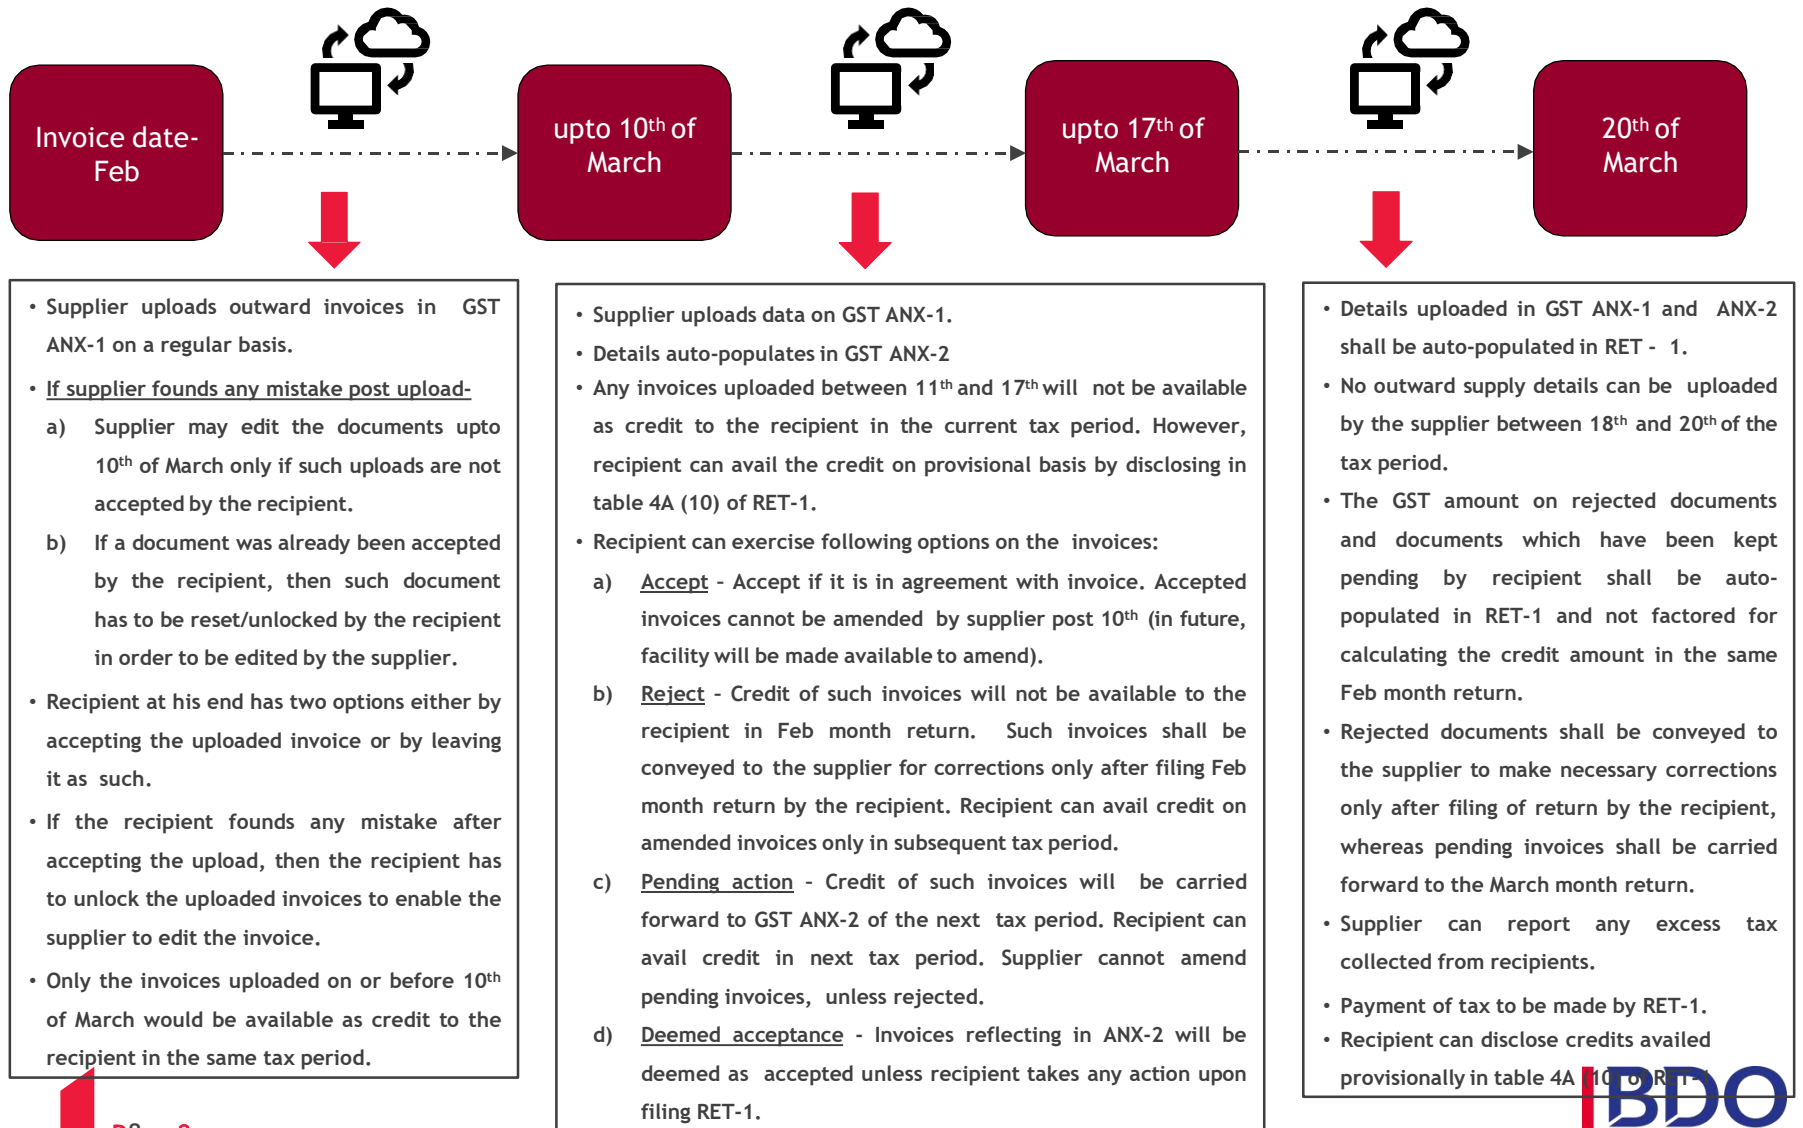 Invoice date-
Feb
upto 10th of
March
upto 17th of
March
20th of
March
• Supplier uploads outward invoices in GST
ANX-1 on a regular basis.
• If supplier founds any mistake post upload-
a) Supplier may edit the documents upto
10th of March only if such uploads are not
accepted by the recipient.
b) If a document was already been accepted
by the recipient, then such document
has to be reset/unlocked by the recipient
in order to be edited by the supplier.
• Recipient at his end has two options either by
accepting the uploaded invoice or by leaving
it as such.
• If the recipient founds any mistake after
accepting the upload, then the recipient has
to unlock the uploaded invoices to enable the
supplier to edit the invoice.
• Only the invoices uploaded on or before 10th
of March would be available as credit to the
recipient in the same tax period.
• Supplier uploads data on GST ANX-1.
• Details auto-populates in GST ANX-2
• Any invoices uploaded between 11th and 17th will not be available
as credit to the recipient in the current tax period. However,
recipient can avail the credit on provisional basis by disclosing in
table 4A (10) of RET-1.
• Recipient can exercise following options on the invoices:
a) Accept – Accept if it is in agreement with invoice. Accepted
invoices cannot be amended by supplier post 10th (in future,
facility will be made available to amend).
b) Reject – Credit of such invoices will not be available to the
recipient in Feb month return. Such invoices shall be
conveyed to the supplier for corrections only after filing Feb
month return by the recipient. Recipient can avail credit on
amended invoices only in subsequent tax period.
c) Pending action – Credit of such invoices will be carried
forward to GST ANX-2 of the next tax period. Recipient can
avail credit in next tax period. Supplier cannot amend
pending invoices, unless rejected.
d) Deemed acceptance - Invoices reflecting in ANX-2 will be
deemed as accepted unless recipient takes any action upon
filing RET-1.
• Details uploaded in GST ANX-1 and ANX-2
shall be auto-populated in RET - 1.
• No outward supply details can be uploaded
by the supplier between 18th and 20th of the
tax period.
• The GST amount on rejected documents
and documents which have been kept
pending by recipient shall be auto-
populated in RET-1 and not factored for
calculating the credit amount in the same
Feb month return.
• Rejected documents shall be conveyed to
the supplier to make necessary corrections
only after filing of return by the recipient,
whereas pending invoices shall be carried
forward to the March month return.
• Supplier can report any excess tax
collected from recipients.
• Payment of tax to be made by RET-1.
• Recipient can disclose credits availed
provisionally in table 4A (10) of RET-1
BDO